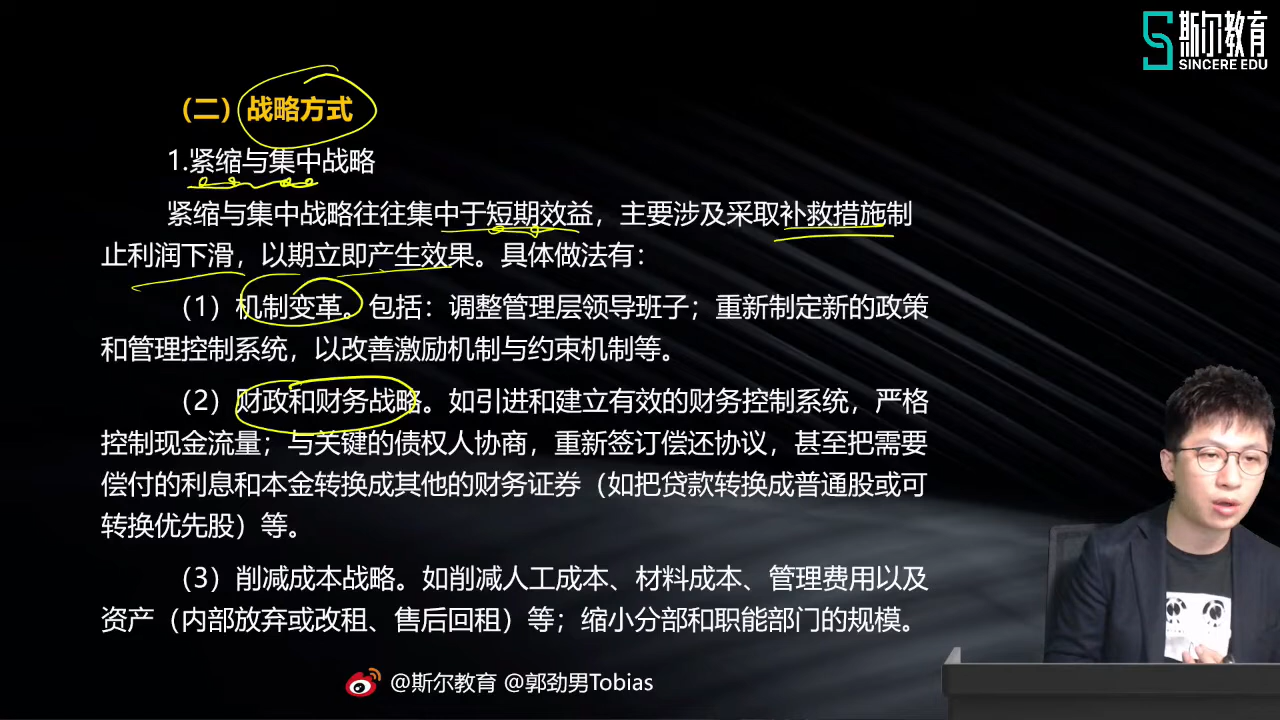 斯尔教育
SINCERE EDU
（二）战略方式
1.紧缩与集中战略
紧缩与集中战略往往集中于短期效益，主要涉及采取补救措施制
止利润下滑，以期立即产生效果。具体做法有：
（1）机制变革。包括：调整管理层领导班子；重新制定新的政策
和管理控制系统，以改善激励机制与约束机制等。
（2）财政和财务战略。如引进和建立有效的财务控制系统，严格
控制现金流量；与关键的债权人协商，重新签订偿还协议，甚至把需要
偿付的利息和本金转换成其他的财务证券（如把贷款转换成普通股或可
转换优先股）等。
（3）削减成本战略。如削减人工成本、材料成本、管理费用以及
资产（内部放弃或改租、售后回租）等；缩小分部和职能部门的规模。
@斯尔教育 @郭劲男Tobias